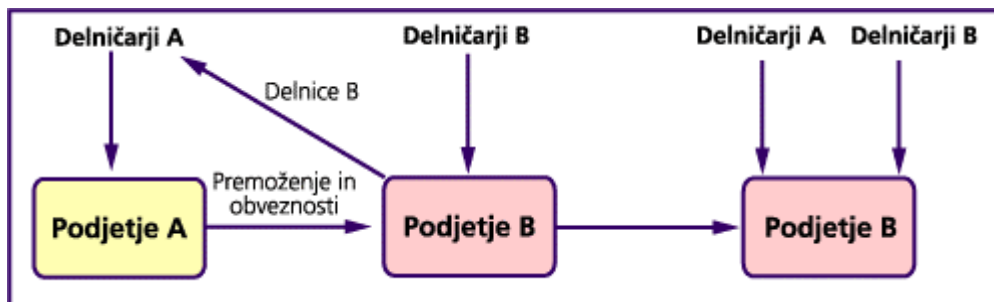 Delničarji A
Delničarji B
Delničarji A
Delničarji B
Delnice B
Premoženje in
obveznosti
Podjetje A
Podjetje B
Podjetje B